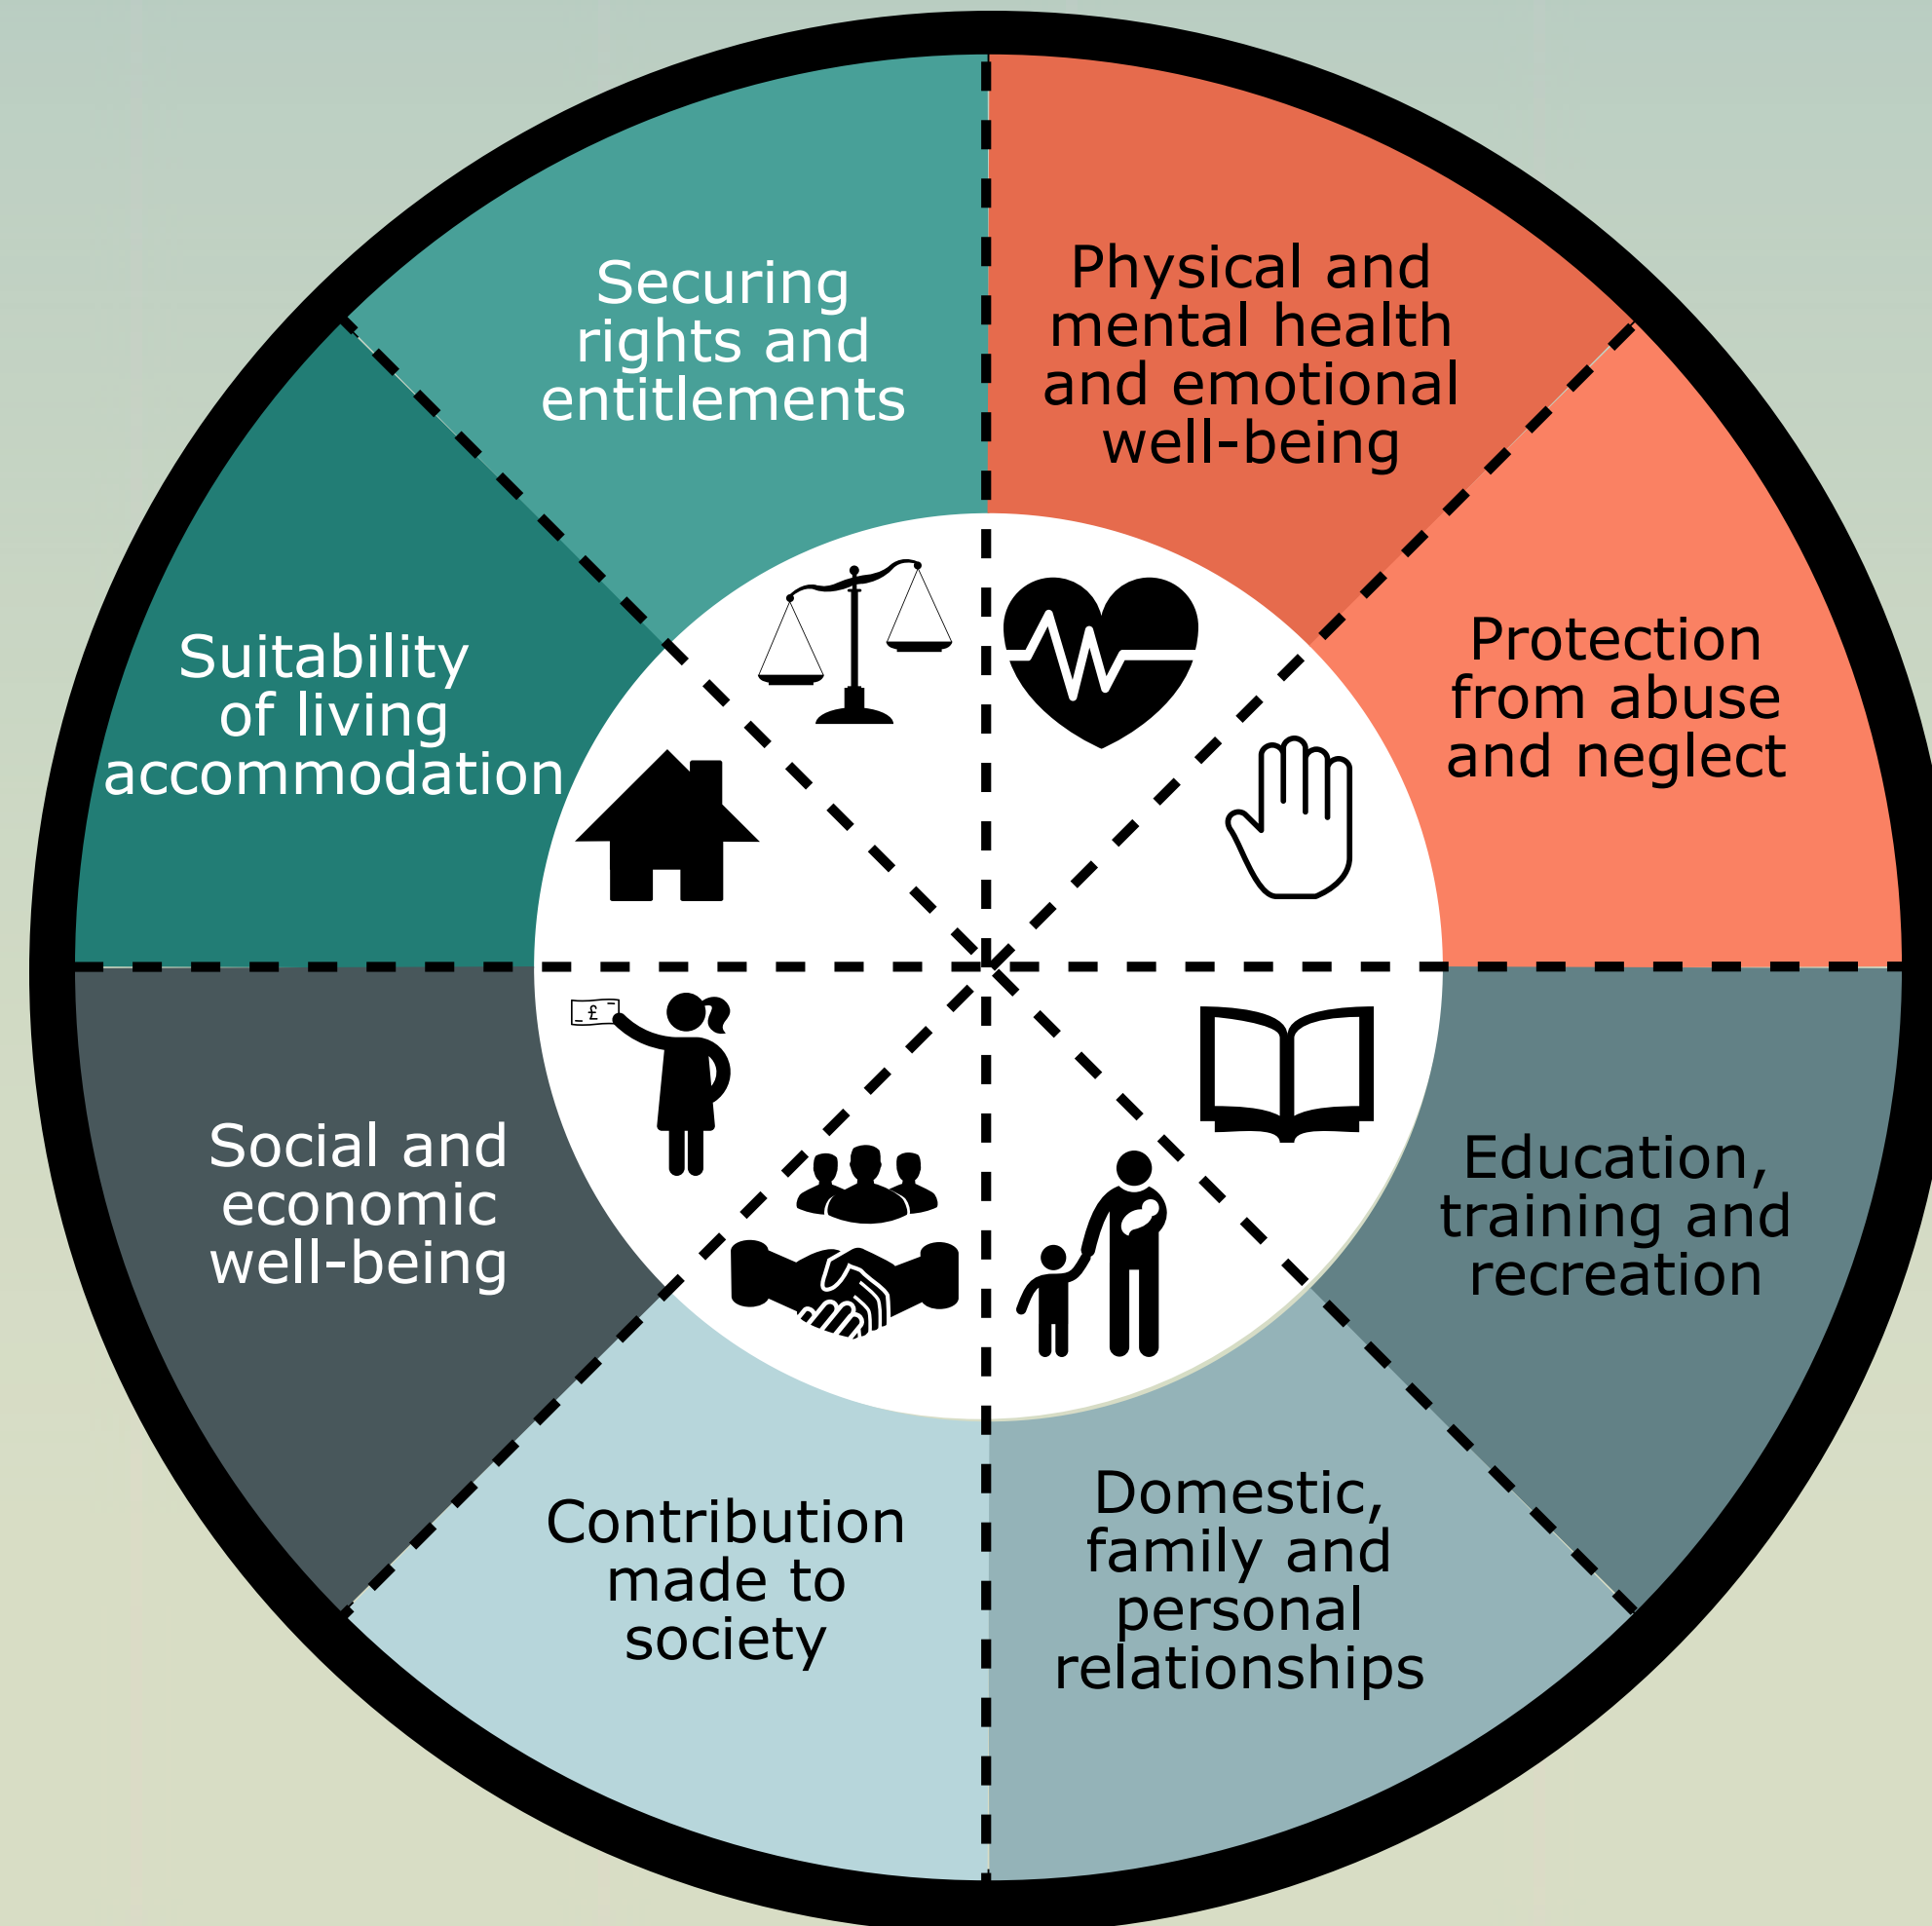 Physical and
mental health
and emotional
well-being
Protection
from abuse
and neglect
Education,
training and
recreation
Domestic,
family and
personal
relationships
Contribution
made to
society
Social and
economic
well-being
£
Suitability
of living
accommodation
Securing
rights and
entitlements